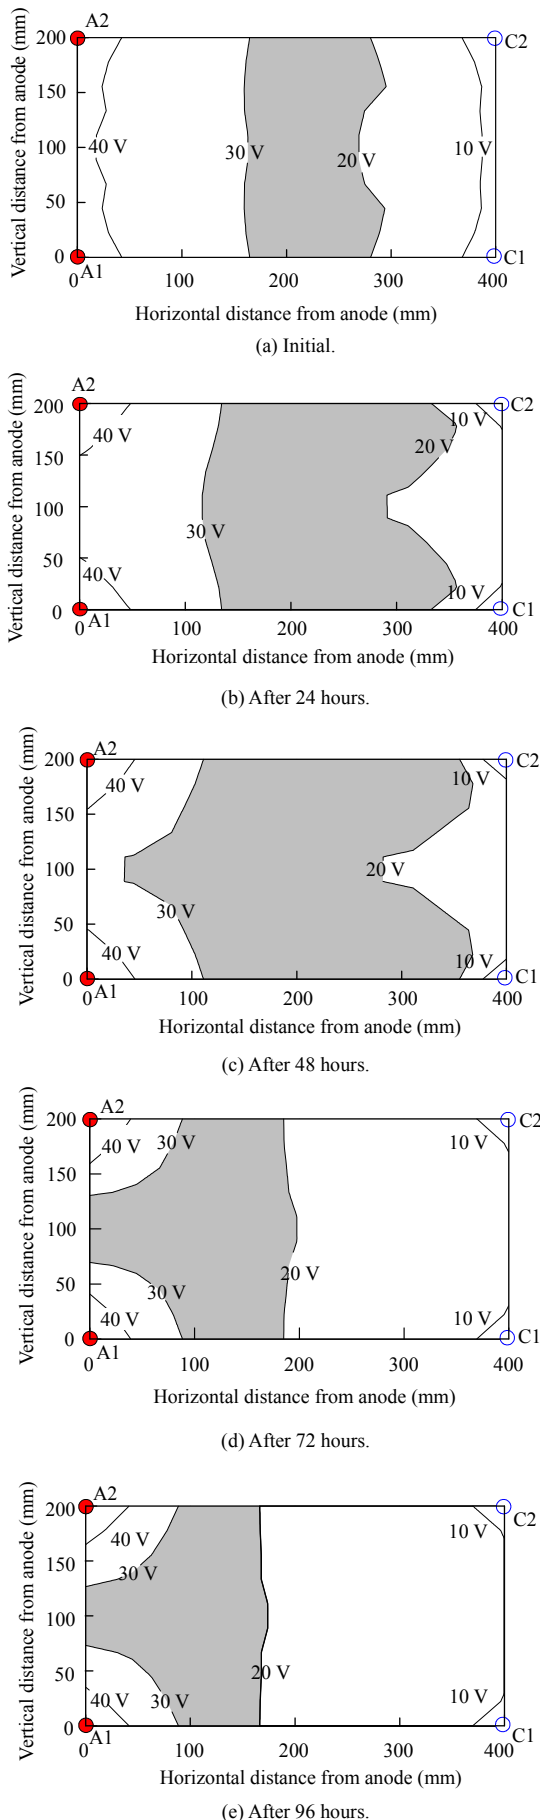 A2
C2
Vertical distance from anode (mm)
200
150
100
50
0
40 V
30 V
20 V
10 V
A1
C1
0
100
200
300
400
Horizontal distance from anode (mm)
(a) Initial.
A2
C2
Vertical distance from anode (mm)
200
150
100
50
0
40 V
10 V
20 V
30 V
40 V
10 V
A1
C1
0
100
200
300
400
Horizontal distance from anode (mm)
(b) After 24 hours.
A2
C2
Vertical distance from anode (mm)
200
150
100
50
0
40 V
10 V
20 V
30 V
40 V
10 V
A1
C1
0
100
200
300
400
Horizontal distance from anode (mm)
(c) After 48 hours.
A2
C2
Vertical distance from anode (mm)
200
150
100
50
0
40 V
30 V
10 V
20 V
30 V
40 V
10 V
A1
C1
0
100
200
300
400
Horizontal distance from anode (mm)
(d) After 72 hours.
A2
C2
Vertical distance from anode (mm)
200
150
100
50
0
40 V
10 V
30 V
20 V
40 V
30 V
10 V
A1
C1
0
100
200
300
400
Horizontal distance from anode (mm)
(e) After 96 hours.